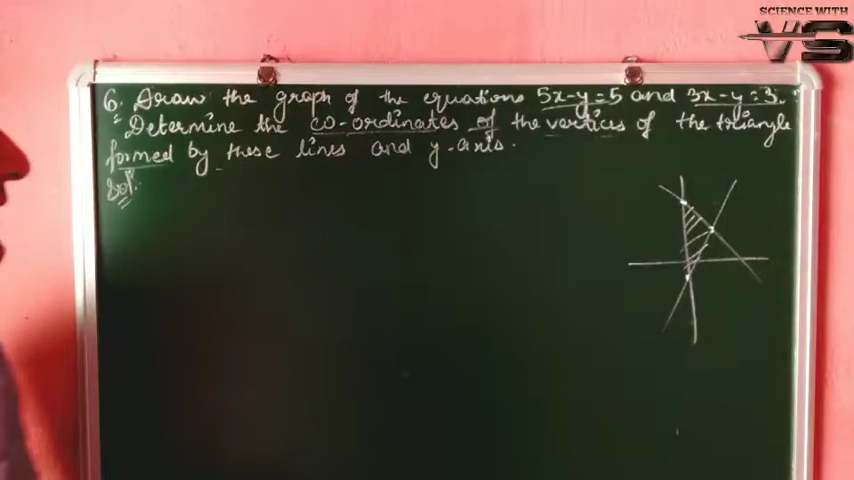 SCIENCE WITH
VS
6. Draw the graph of the equations 5x-y=5 and 3x-y=3.
Determine the co-ordinates of the vertices of the triangle
formed by these lines and y-axis.
Sol: